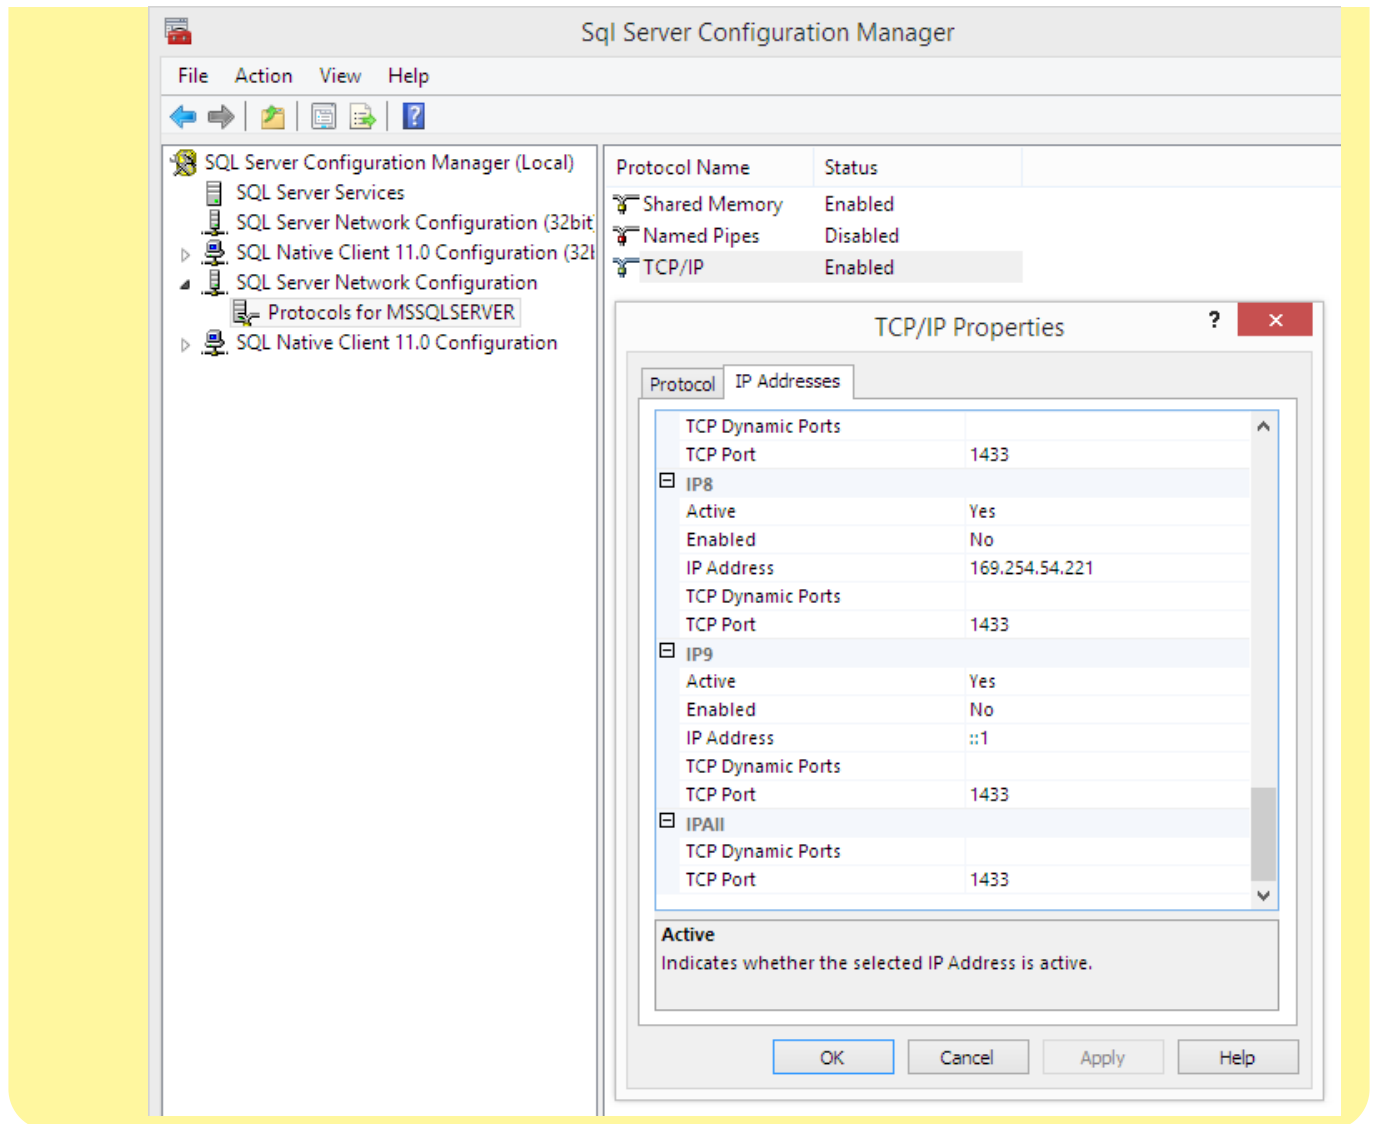 Sql Server Configuration Manager
File Action View Help
SQL Server Configuration Manager (Local)
SQL Server Services
SQL Server Network Configuration (32bit
SQL Native Client 11.0 Configuration (32
SQL Server Network Configuration
Protocols for MSSQLSERVER
SQL Native Client 11.0 Configuration
Protocol Name Status
Shared Memory Enabled
Named Pipes Disabled
TCP/IP Enabled
TCP/IP Properties
Protocol IP Addresses
TCP Dynamic Ports
TCP Port 1433
IP8
Active Yes
Enabled No
IP Address 169.254.54.221
TCP Dynamic Ports
TCP Port 1433
IP9
Active Yes
Enabled No
IP Address ::1
TCP Dynamic Ports
TCP Port 1433
IPAll
TCP Dynamic Ports
TCP Port 1433
Active
Indicates whether the selected IP Address is active.
OK Cancel Apply Help